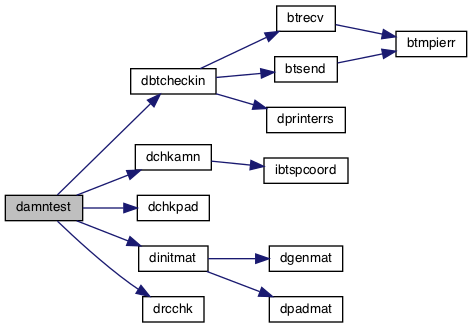 btrecv
btmpierr
dbtcheckin
btsend
dprinterrs
dchkamn
ibtspcoord
damntest
dchkpad
dinitmat
dgenmat
drcchk
dpadmat